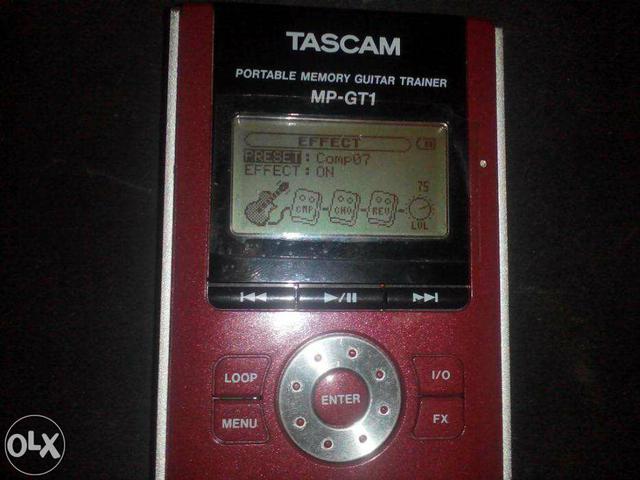 TASCAM
PORTABLE MEMORY GUITAR TRAINER
MP-GT1
EFFECT
PRESET : Comp07
EFFECT : ON
75
CMP CHO REV
LVL
LOOP
I/O
ENTER
MENU
FX
OLX